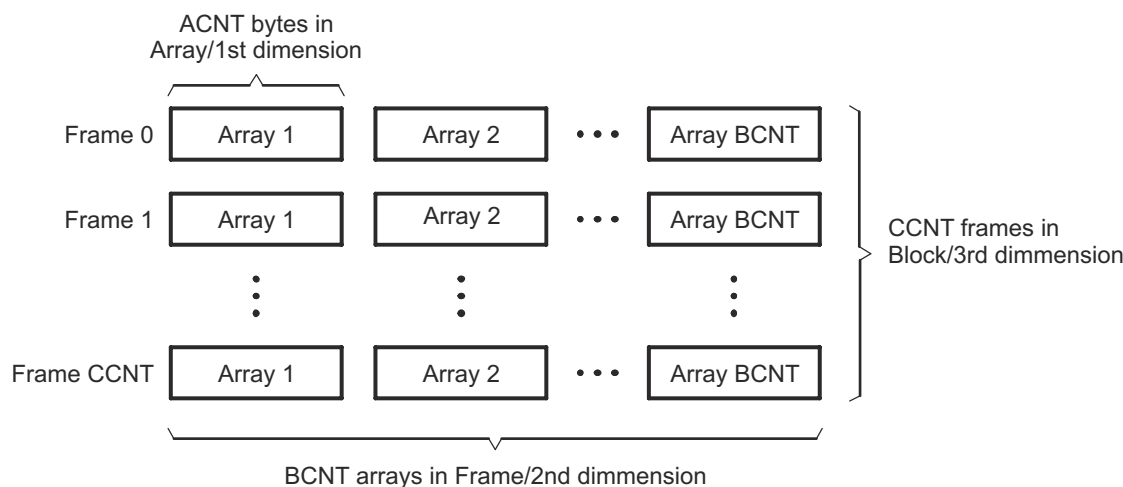 ACNT bytes in
Array/1st dimension
Frame 0 Array 1 Array 2 Array BCNT
Frame 1 Array 1 Array 2 Array BCNT
CCNT frames in
Block/3rd dimmension
Frame CCNT Array 1 Array 2 Array BCNT
BCNT arrays in Frame/2nd dimmension